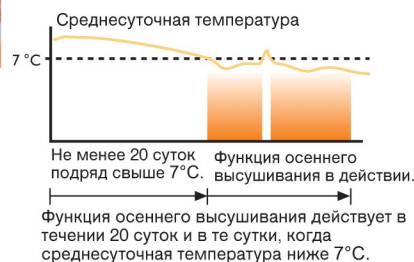 Среднесуточная температура
7 °C
Не менее 20 суток
подряд свыше 7°C.
Функция осеннего
высушивания в действии.
Функция осеннего высушивания действует в
течении 20 суток и в те сутки, когда
среднесуточная температура ниже 7°C.